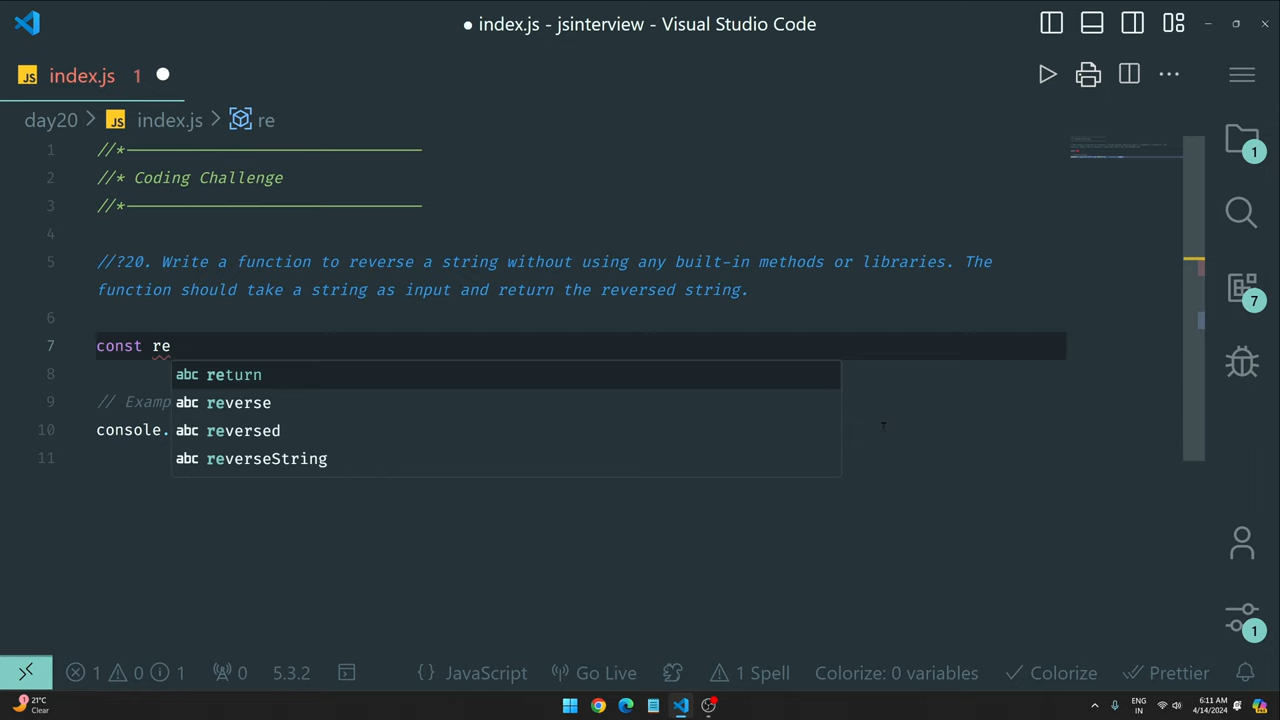 index.js - jsinterview - Visual Studio Code
JS index.js 1
day20 > JS index.js > re
1 //*
2 //* Coding Challenge
3 //*
4
5 //?20. Write a function to reverse a string without using any built-in methods or libraries. The
function should take a string as input and return the reversed string.
6
7 const re
abc return
8
abc reverse
9 // Examp
10 console.
abc reversed
11
abc reverseString
1
7
1
1 0 1 0 5.3.2 {} JavaScript Go Live 1 Spell Colorize: 0 variables Colorize Prettier
1 21°C
Clear
ENG
IN
6:11 AM
4/14/2024